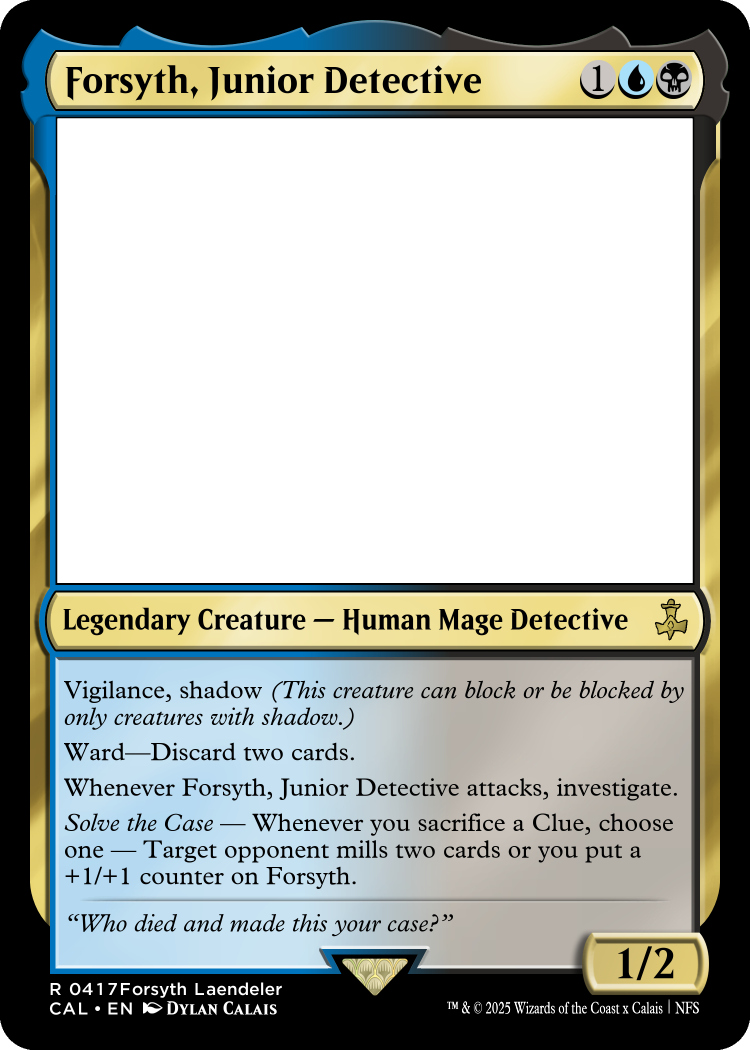 Forsyth, Junior Detective 1
Legendary Creature — Human Mage Detective
Vigilance, shadow (This creature can block or be blocked by
only creatures with shadow.)
Ward—Discard two cards.
Whenever Forsyth, Junior Detective attacks, investigate.
Solve the Case — Whenever you sacrifice a Clue, choose
one — Target opponent mills two cards or you put a
+1/+1 counter on Forsyth.
“Who died and made this your case?”
1/2
R 0417Forsyth Laendeler
CAL • EN Dylan Calais
™ & © 2025 Wizards of the Coast x Calais | NFS